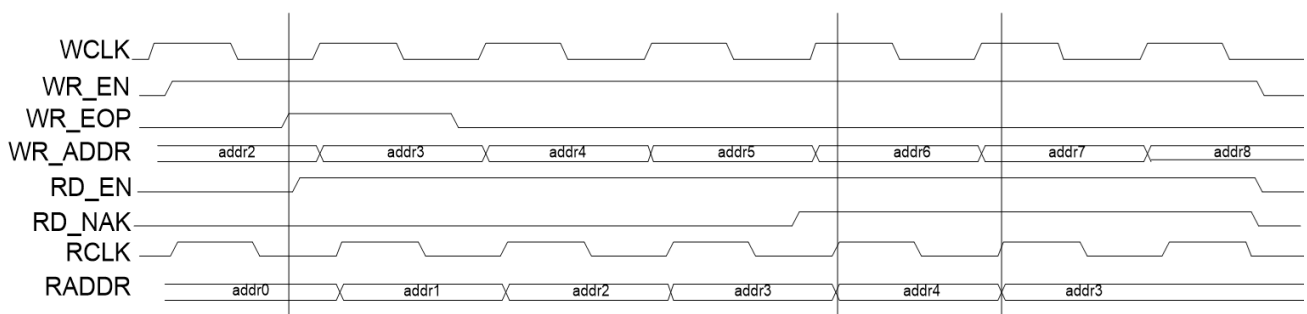 WCLK
WR_EN
WR_EOP
WR_ADDR addr2 addr3 addr4 addr5 addr6 addr7 addr8
RD_EN
RD_NAK
RCLK
RADDR addr0 addr1 addr2 addr3 addr4 addr3